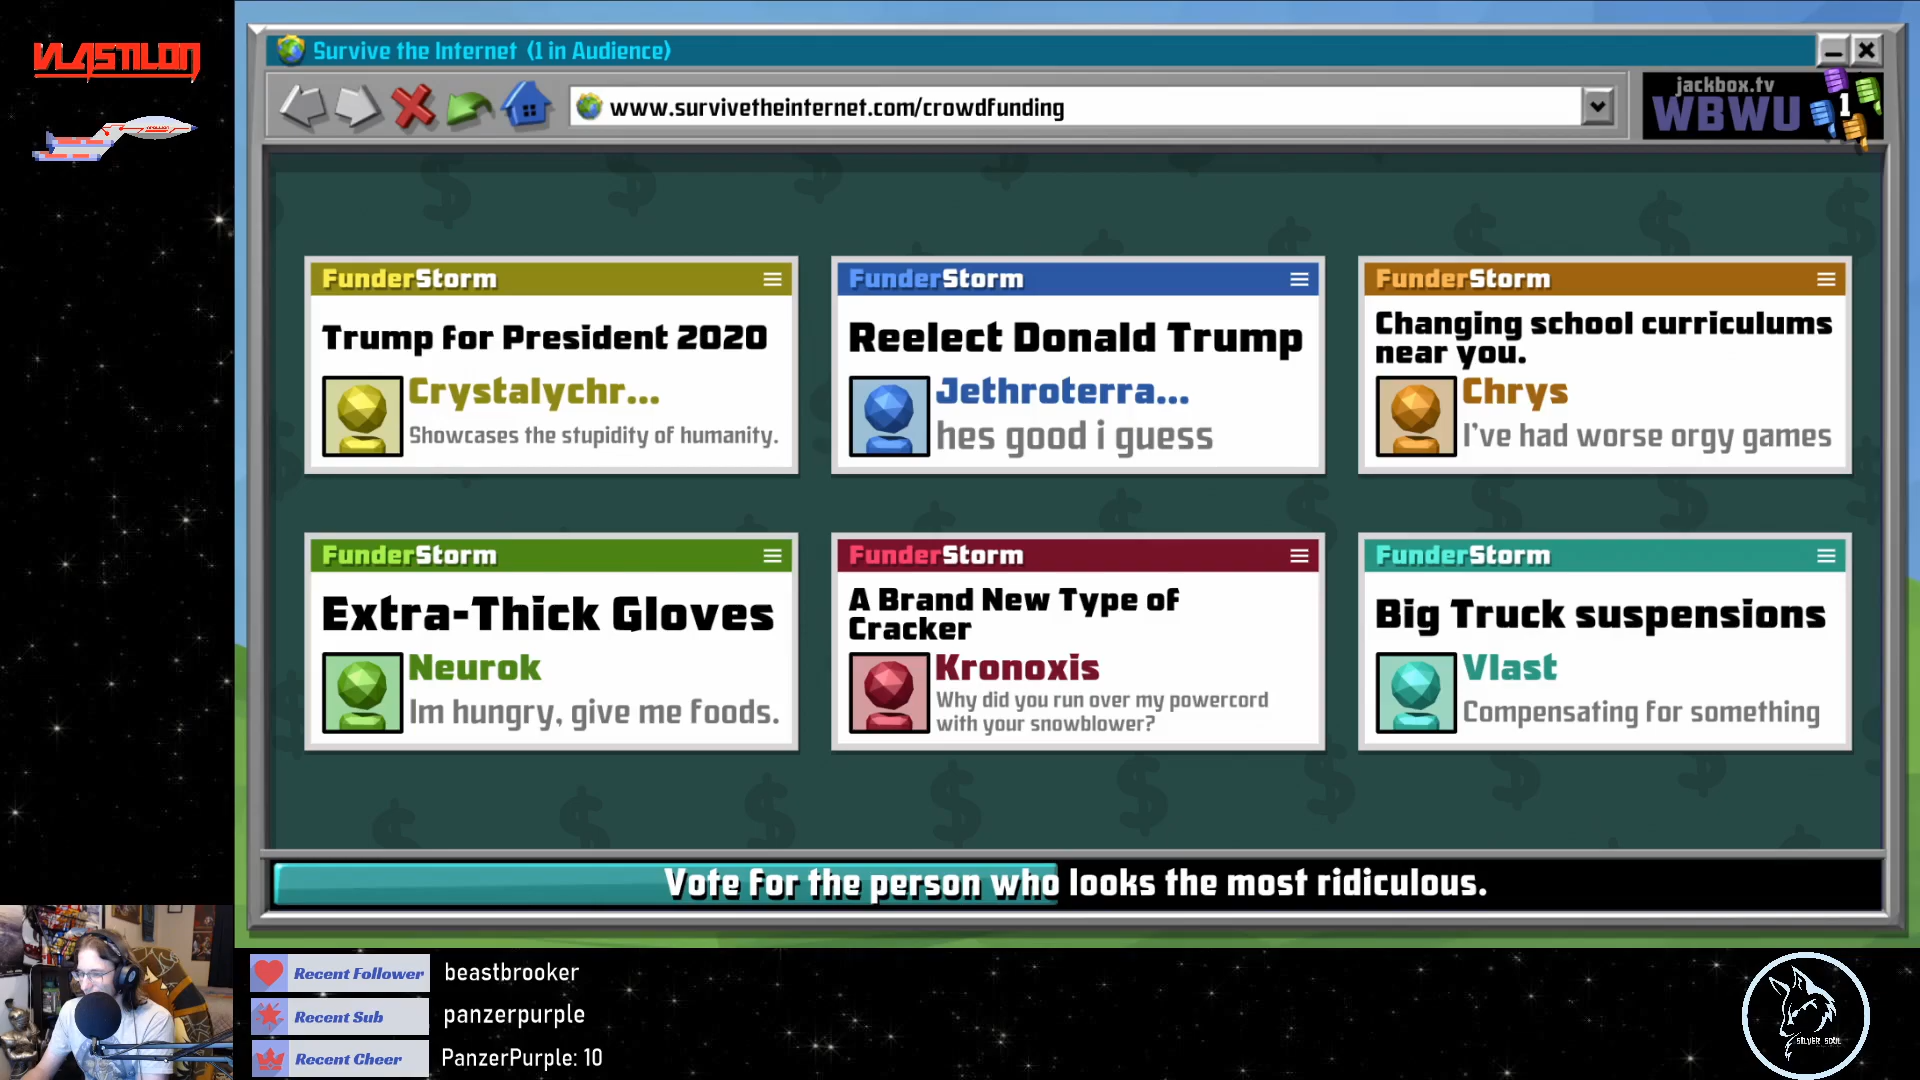 VLASTILON
Survive the Internet (1 in Audience)
www.survivetheinternet.com/crowdfunding
jackbox.tv
WBWU
1
FunderStorm
Trump for President 2020
Crystalychr...
Showcases the stupidity of humanity.
FunderStorm
Reelect Donald Trump
Jethroterra...
hes good i guess
FunderStorm
Changing school curriculums
near you.
Chrys
I've had worse orgy games
FunderStorm
Extra-Thick Gloves
Neurok
Im hungry, give me foods.
FunderStorm
A Brand New Type of
Cracker
Kronoxis
Why did you run over my powercord
with your snowblower?
FunderStorm
Big Truck suspensions
Vlast
Compensating for something
Vote for the person who looks the most ridiculous.
Recent Follower beastbrooker
Recent Sub panzerpurple
Recent Cheer PanzerPurple: 10
SILVER SOUL